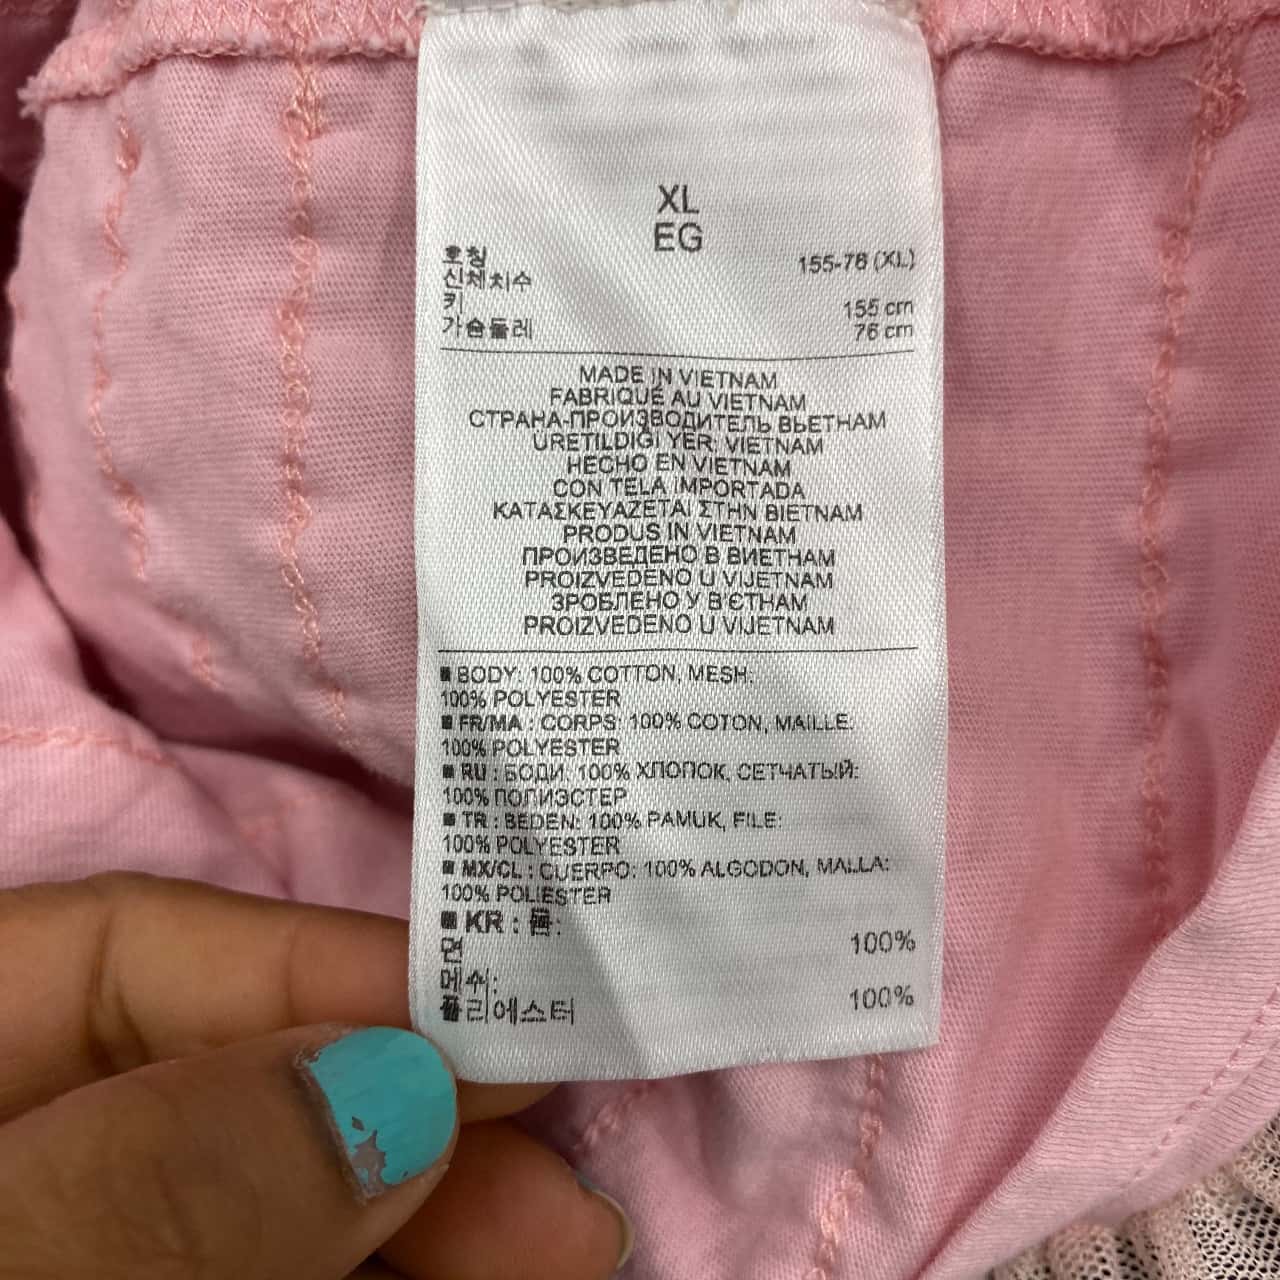 XL
EG
호칭 155-76 (XL)
신체치수
키 155 cm
가슴둘레 76 cm
MADE IN VIETNAM
FABRIQUÉ AU VIETNAM
СТРАНА-ПРОИЗВОДИТЕЛЬ ВЬЕТНАМ
URETILDIĞI YER: VIETNAM
HECHO EN VIETNAM
CON TELA IMPORTADA
ΚΑΤΑΣΚΕΥΑΖΕΤΑΙ ΣΤΗΝ ΒΙΕΤΝΑΜ
PRODUS IN VIETNAM
ПРОИЗВЕДЕНО В ВИЕТНАМ
PROIZVEDENO U VIJETNAM
ЗРОБЛЕНО У В'ЄТНАМ
PROIZVEDENO U VIJETNAM
■ BODY: 100% COTTON, MESH:
100% POLYESTER
■ FR/MA : CORPS: 100% COTON, MAILLE:
100% POLYESTER
■ RU : БОДИ: 100% ХЛОПОК, СЕТЧАТЫЙ:
100% ПОЛИЭСТЕР
■ TR : BEDEN: 100% PAMUK, FILE:
100% POLYESTER
■ MX/CL : CUERPO: 100% ALGODON, MALLA:
100% POLIESTER
■ KR : 몸:
면 100%
메쉬:
폴리에스터 100%